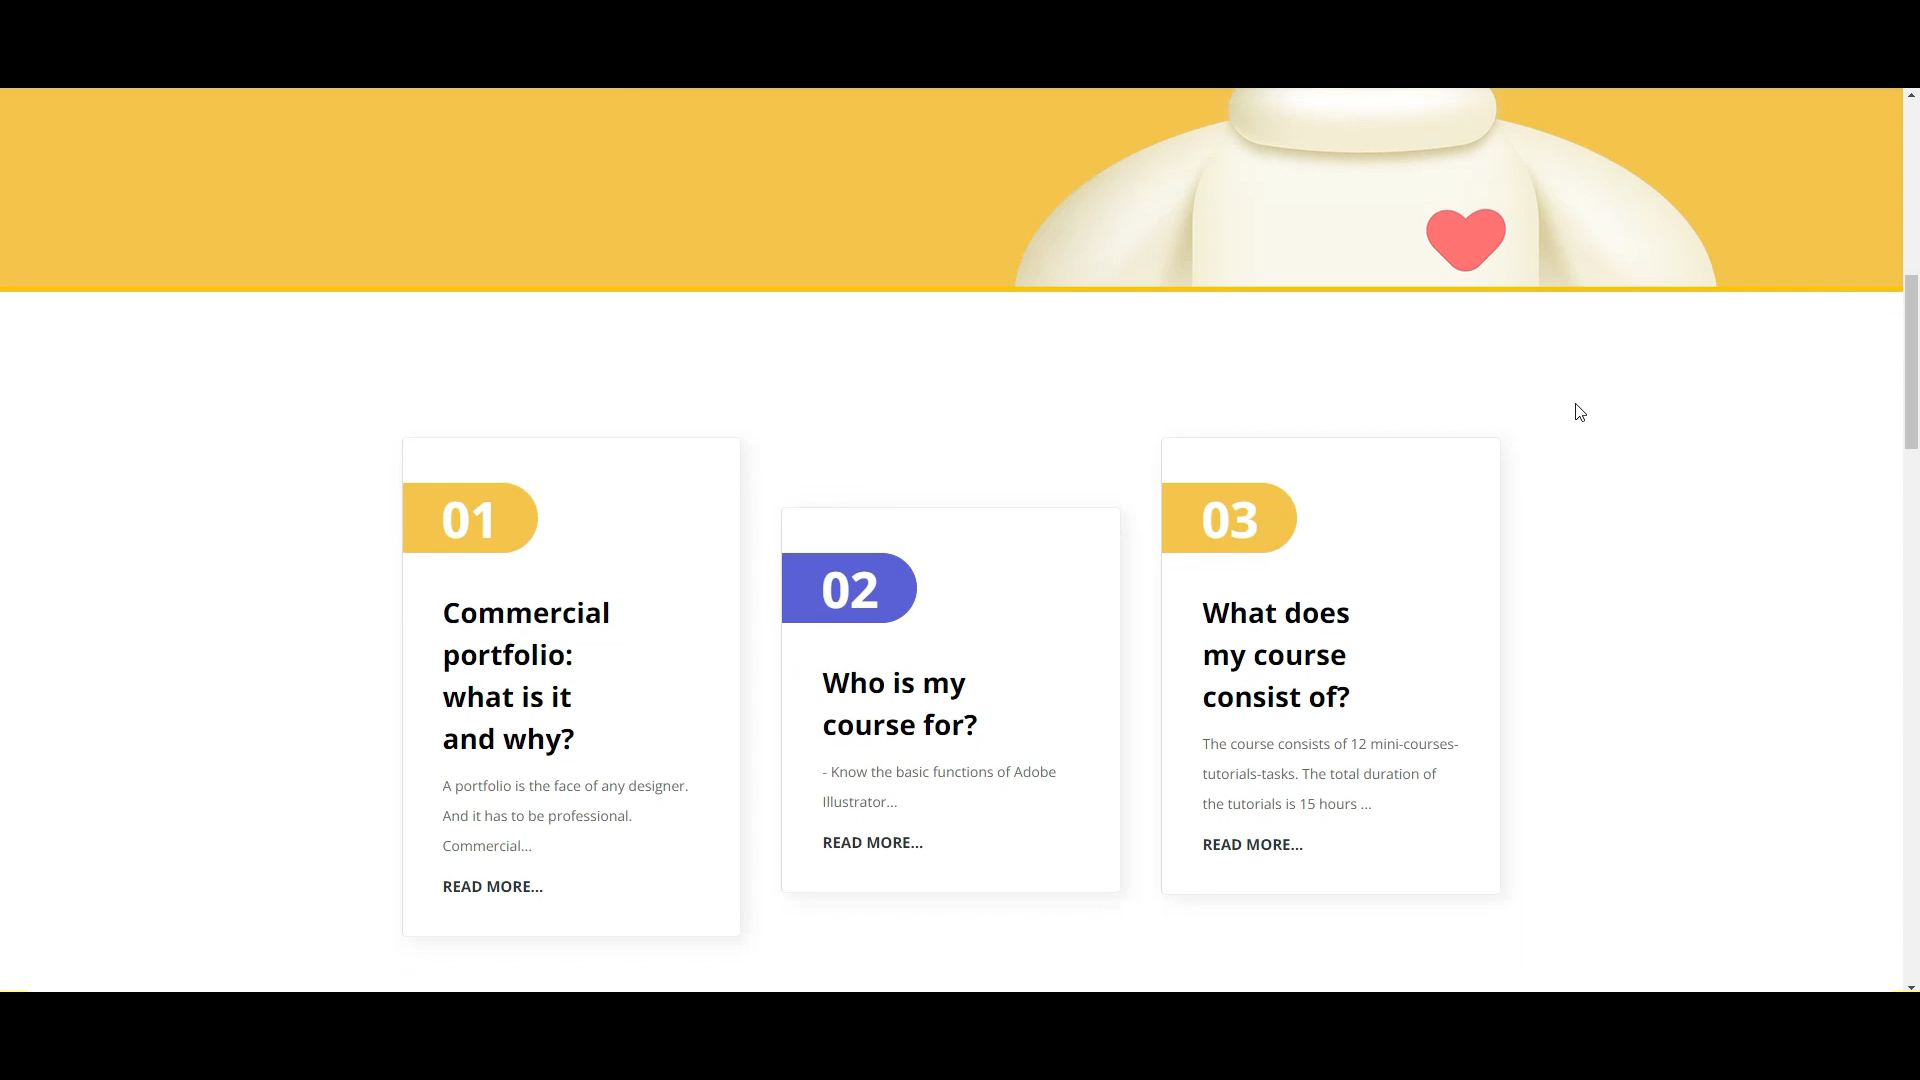 01
Commercial
portfolio:
what is it
and why?
A portfolio is the face of any designer.
And it has to be professional.
Commercial...
READ MORE...
02
Who is my
course for?
- Know the basic functions of Adobe
Illustrator...
READ MORE...
03
What does
my course
consist of?
The course consists of 12 mini-courses-
tutorials-tasks. The total duration of
the tutorials is 15 hours ...
READ MORE...